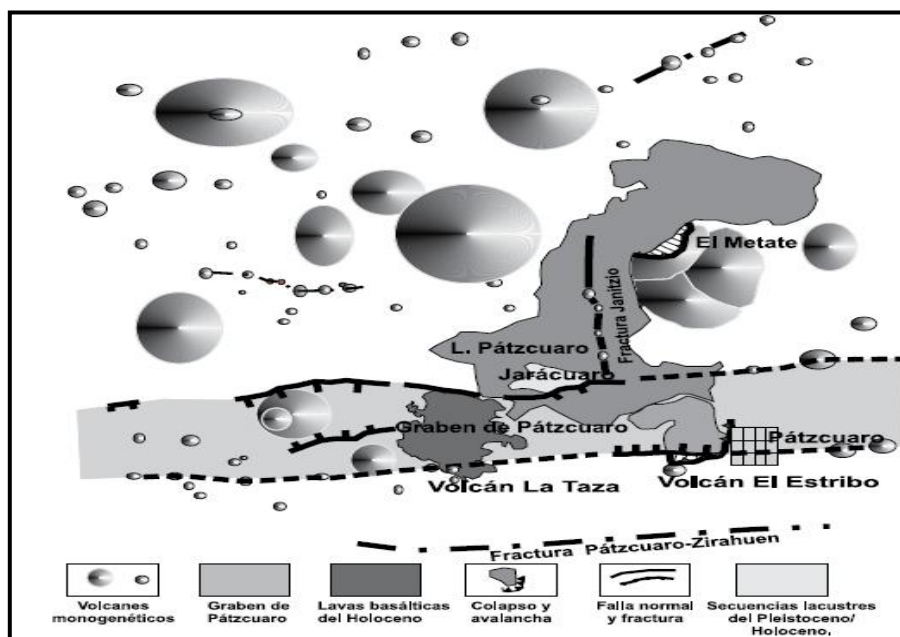 El Metate
Fractura Janitzio
L. Pátzcuaro
Jarácuaro
Graben de Pátzcuaro
Pátzcuaro
Volcán La Taza
Volcán El Estribo
Fractura Pátzcuaro-Zirahuen
Volcanes
monogenéticos
Graben de
Pátzcuaro
Lavas basálticas
del Holoceno
Colapso y
avalancha
Falla normal
y fractura
Secuencias lacustres
del Pleistoceno/
Holoceno,